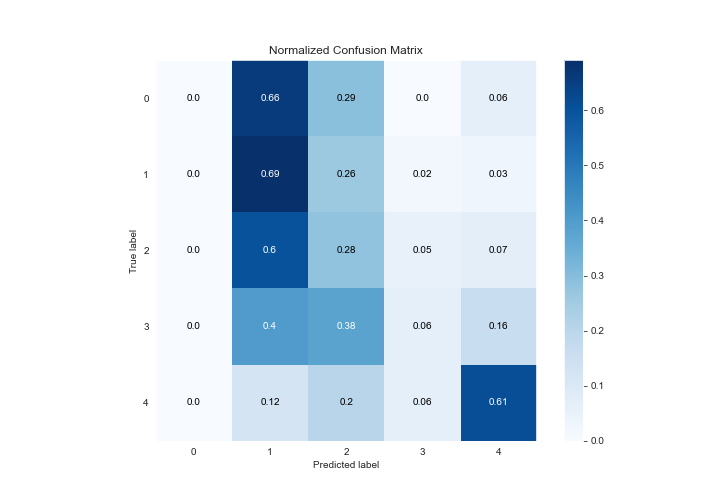 Normalized Confusion Matrix
0 0.0 0.66 0.29 0.0 0.06
1 0.0 0.69 0.26 0.02 0.03
2 0.0 0.6 0.28 0.05 0.07
3 0.0 0.4 0.38 0.06 0.16
4 0.0 0.12 0.2 0.06 0.61
0 1 2 3 4
True label
Predicted label
0.6
0.5
0.4
0.3
0.2
0.1
0.0